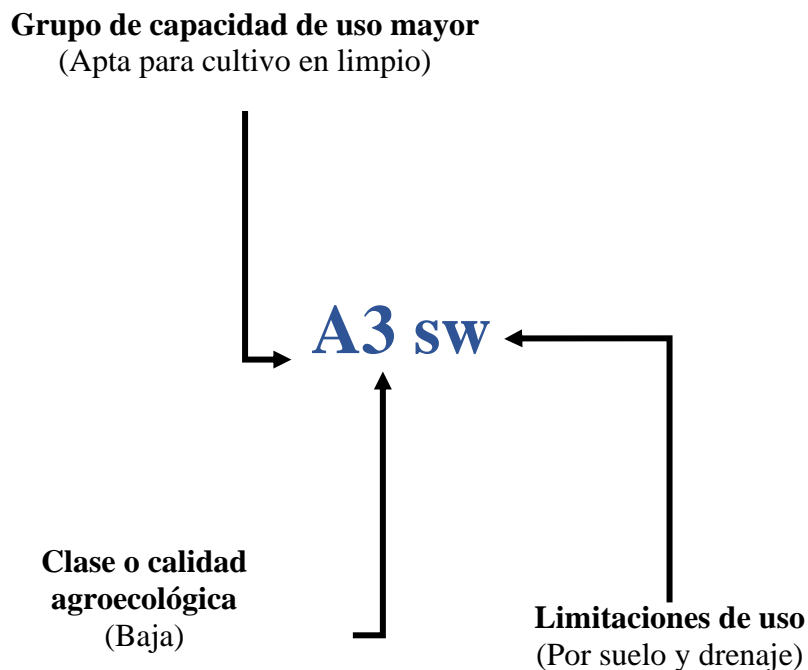 Grupo de capacidad de uso mayor
(Apta para cultivo en limpio)
A3 sw
Clase o calidad
agroecológica
(Baja)
Limitaciones de uso
(Por suelo y drenaje)